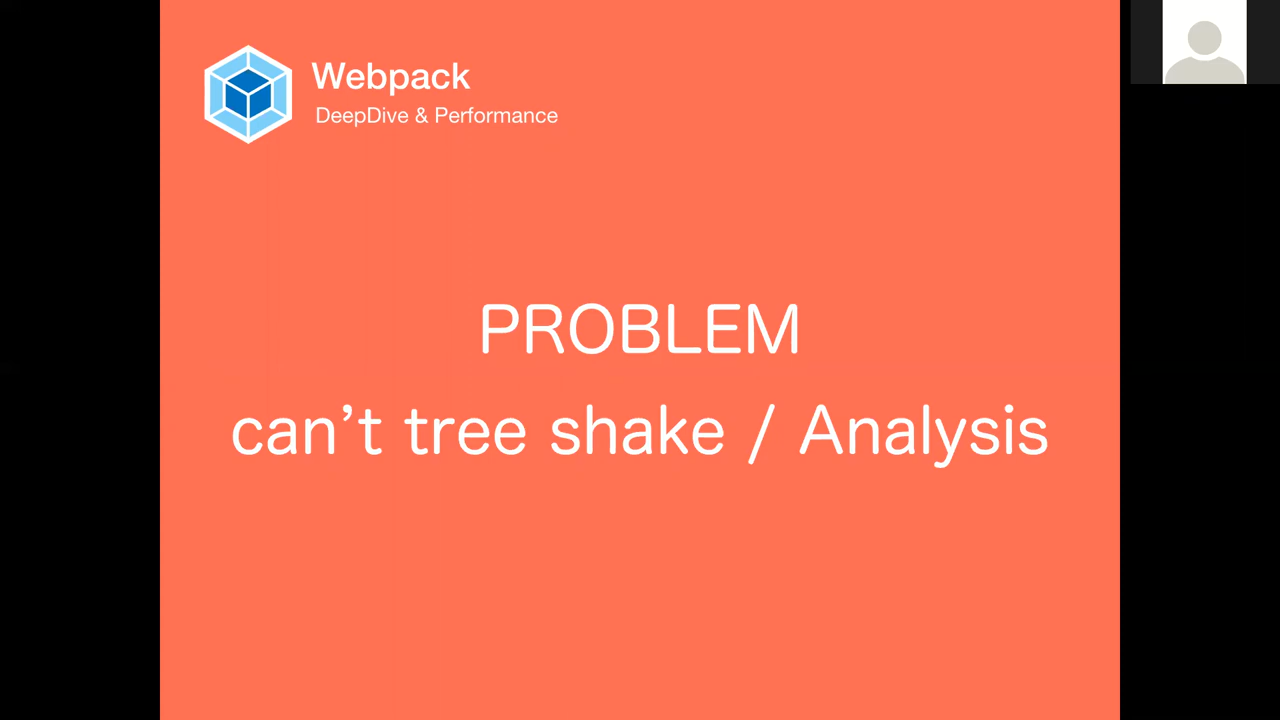 Webpack
DeepDive & Performance
PROBLEM
can’t tree shake / Analysis